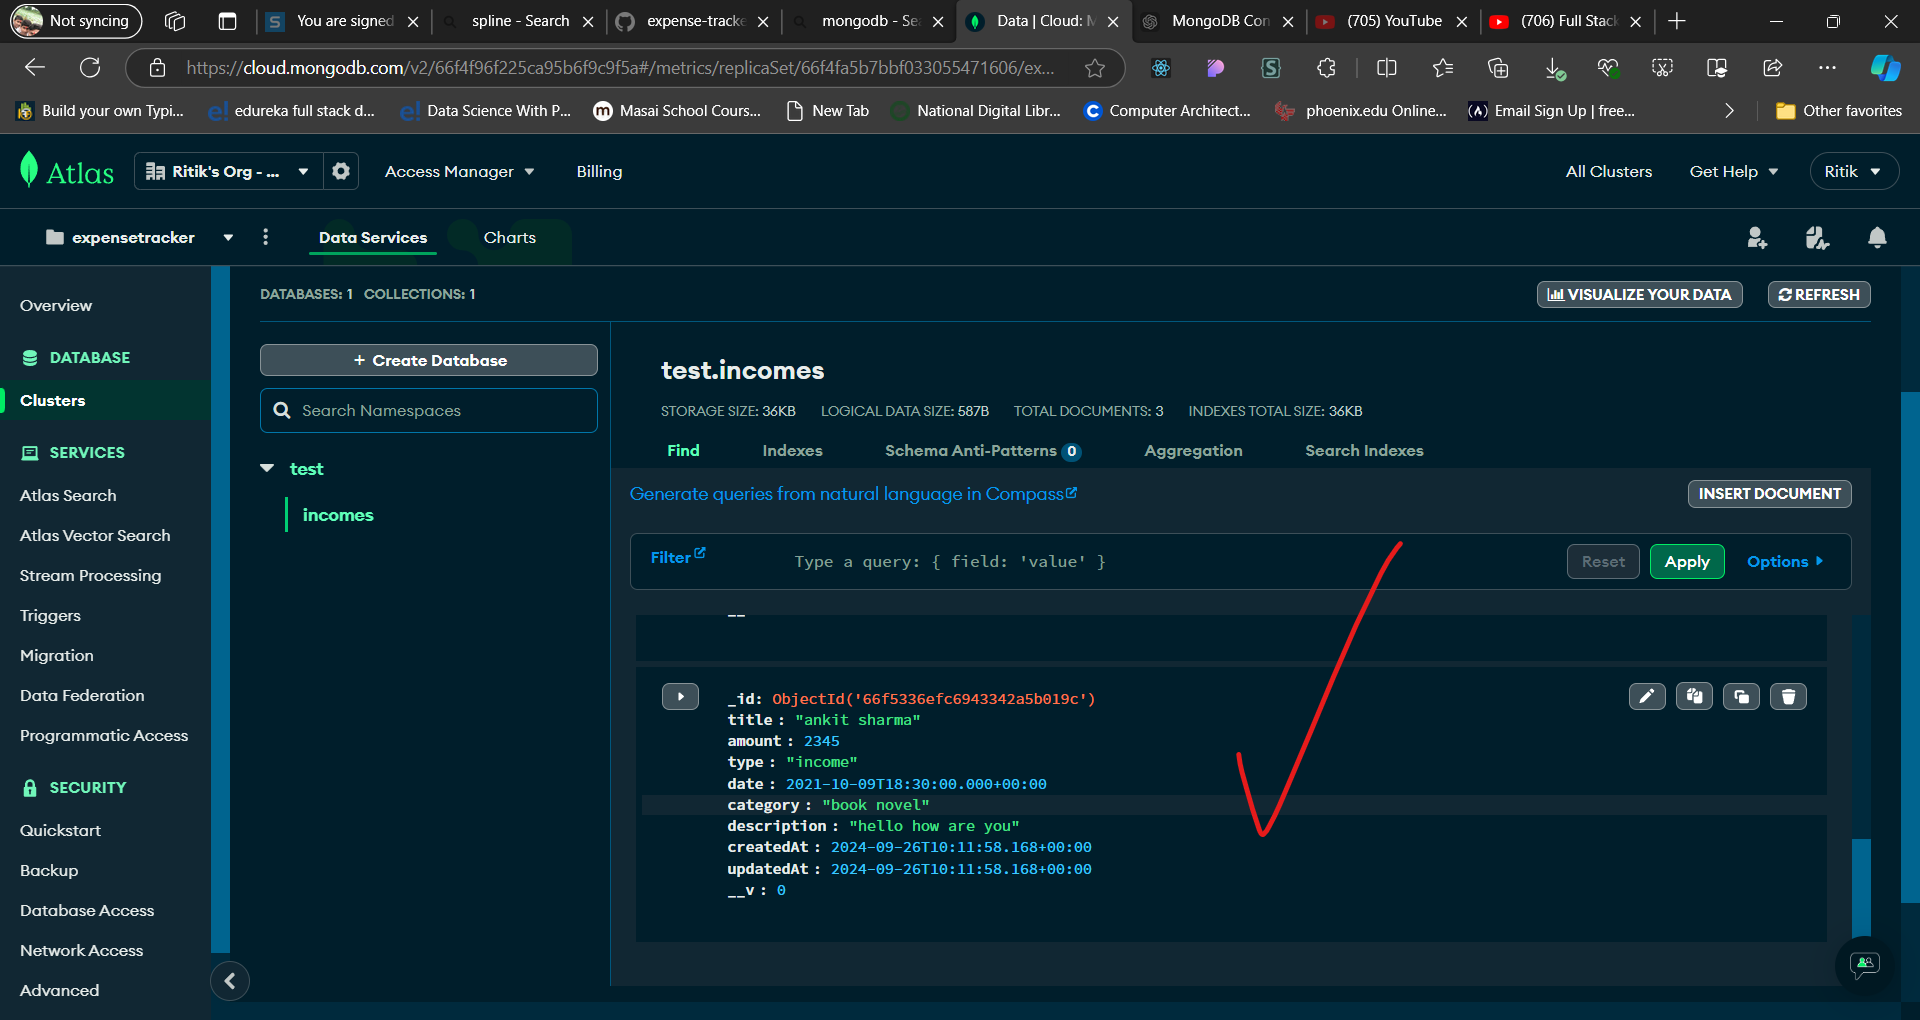 Not syncing
You are signed
spline - Search
expense-tracke
mongodb - Sea
Data | Cloud: M
MongoDB Con
(705) YouTube
(706) Full Stack
https://cloud.mongodb.com/v2/66f4f96f225ca95b6f9c9f5a#/metrics/replicaSet/66f4fa5b7bbf033055471606/ex...
Build your own Typi...
edureka full stack d...
Data Science With P...
Masai School Cours...
New Tab
National Digital Libr...
Computer Architect...
phoenix.edu Online...
Email Sign Up | free...
Other favorites
Atlas
Ritik's Org - ...
Access Manager
Billing
All Clusters
Get Help
Ritik
expensetracker
Data Services
Charts
Overview
DATABASE
Clusters
SERVICES
Atlas Search
Atlas Vector Search
Stream Processing
Triggers
Migration
Data Federation
Programmatic Access
SECURITY
Quickstart
Backup
Database Access
Network Access
Advanced
DATABASES: 1 COLLECTIONS: 1
VISUALIZE YOUR DATA
REFRESH
+ Create Database
Search Namespaces
test
incomes
test.incomes
STORAGE SIZE: 36KB LOGICAL DATA SIZE: 587B TOTAL DOCUMENTS: 3 INDEXES TOTAL SIZE: 36KB
Find
Indexes
Schema Anti-Patterns 0
Aggregation
Search Indexes
Generate queries from natural language in Compass
INSERT DOCUMENT
Filter
Type a query: { field: 'value' }
Reset
Apply
Options
_id: ObjectId('66f5336efc6943342a5b019c')
title : "ankit sharma"
amount : 2345
type : "income"
date : 2021-10-09T18:30:00.000+00:00
category : "book novel"
description : "hello how are you"
createdAt : 2024-09-26T10:11:58.168+00:00
updatedAt : 2024-09-26T10:11:58.168+00:00
__v : 0